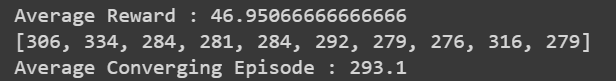 Average Reward : 46.95066666666666
[306, 334, 284, 281, 284, 292, 279, 276, 316, 279]
Average Converging Episode : 293.1